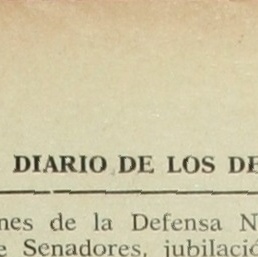 DIARIO DE LOS DE
nes de la Defensa N
e Senadores, jubilació